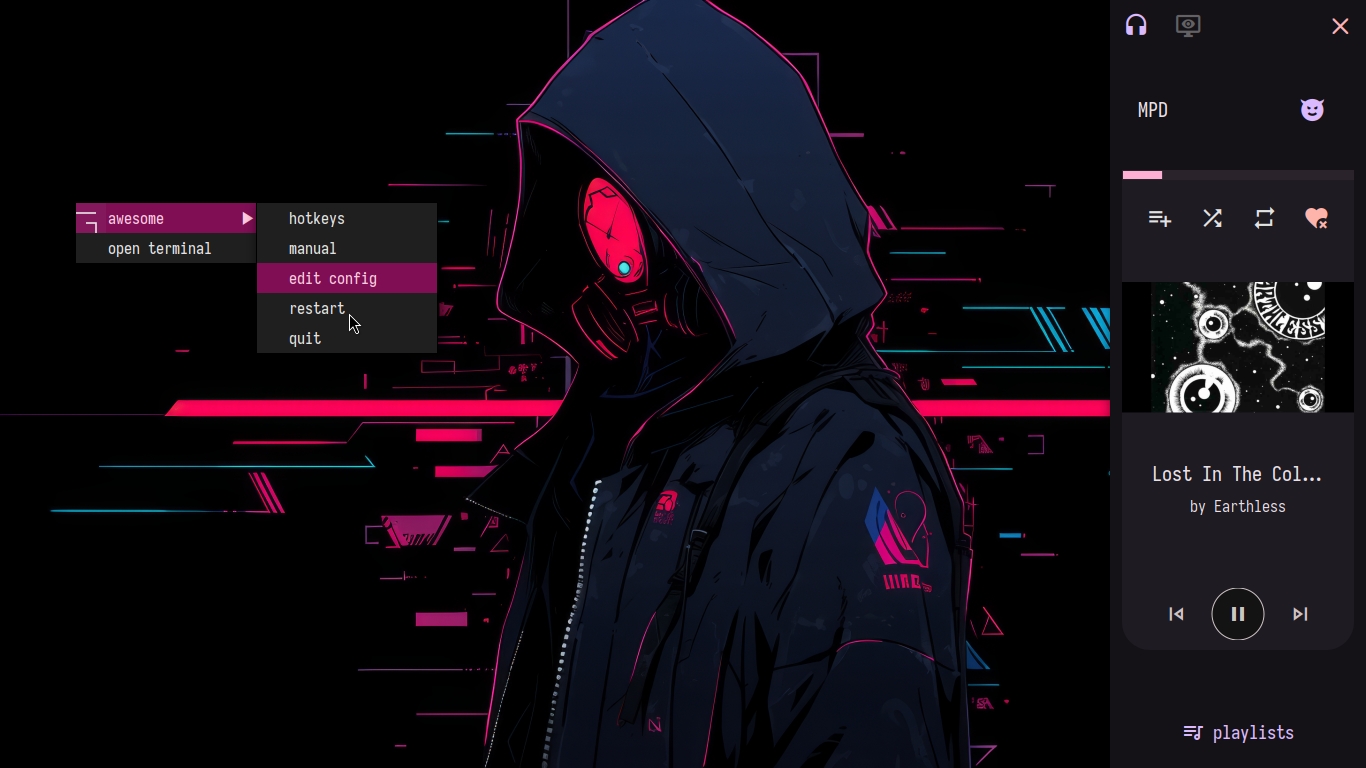 MPD
awesome
open terminal
hotkeys
manual
edit config
restart
quit
Lost In The Col...
by Earthless
playlists